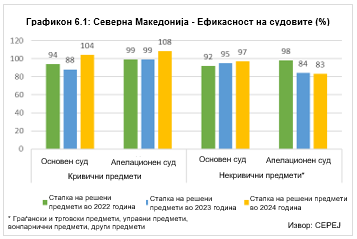 Графикон 6.1: Северна Македонија - Ефикасност на судовите (%)
120
100
80
60
40
20
0
94 88 104 99 99 108 92 95 97 98 84 83
Основен суд Апелационен суд Основен суд Апелационен суд
Кривични предмети Некривични предмети*
Стапка на решени предмети во 2022 година
Стапка на решени предмети во 2023 година
Стапка на решени предмети во 2024 година
* Граѓански и трговски предмети, управни предмети,
вонпарнични предмети, други предмети
Извор: СЕРЕЈ